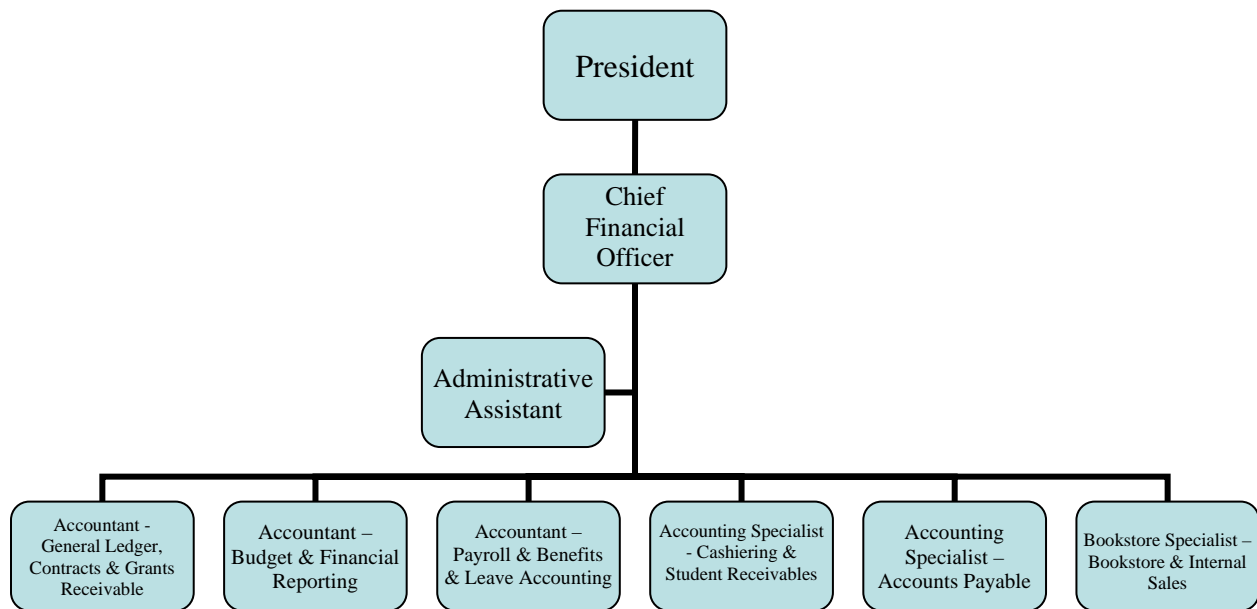 President
Chief
Financial
Officer
Administrative
Assistant
Accountant -
General Ledger,
Contracts & Grants
Receivable
Accountant –
Budget & Financial
Reporting
Accountant –
Payroll & Benefits
& Leave Accounting
Accounting Specialist
- Cashiering &
Student Receivables
Accounting
Specialist –
Accounts Payable
Bookstore Specialist –
Bookstore & Internal
Sales